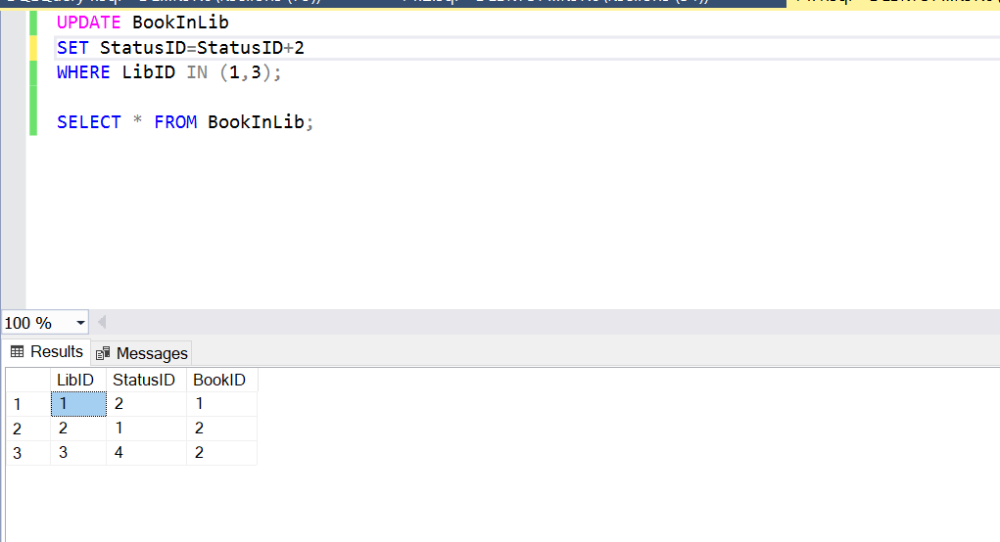 UPDATE BookInLib
SET StatusID=StatusID+2
WHERE LibID IN (1,3);
SELECT * FROM BookInLib;
100 %
Results Messages
LibID StatusID BookID
1 1 2 1
2 2 1 2
3 3 4 2